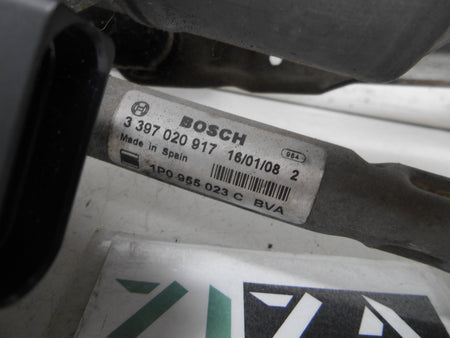 BOSCH
3 397 020 917 16/01/08 2
Made in Spain
1P0 955 023 C BVA